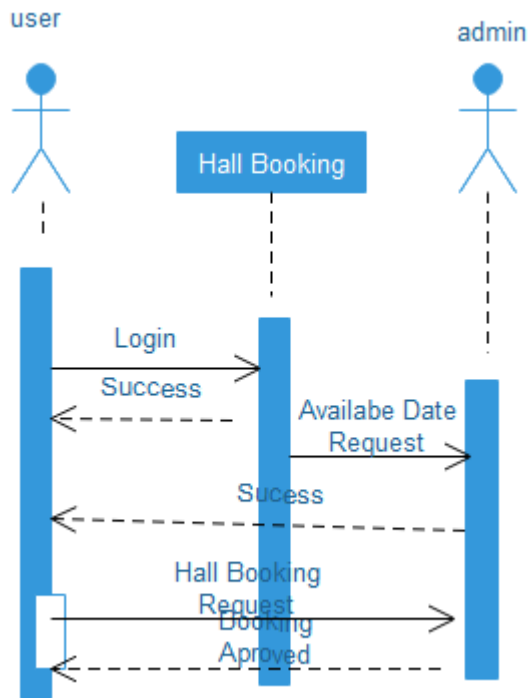 user
admin
Hall Booking
Login
Success
Availabe Date
Request
Sucess
Hall Booking
Request
Booking
Aproved